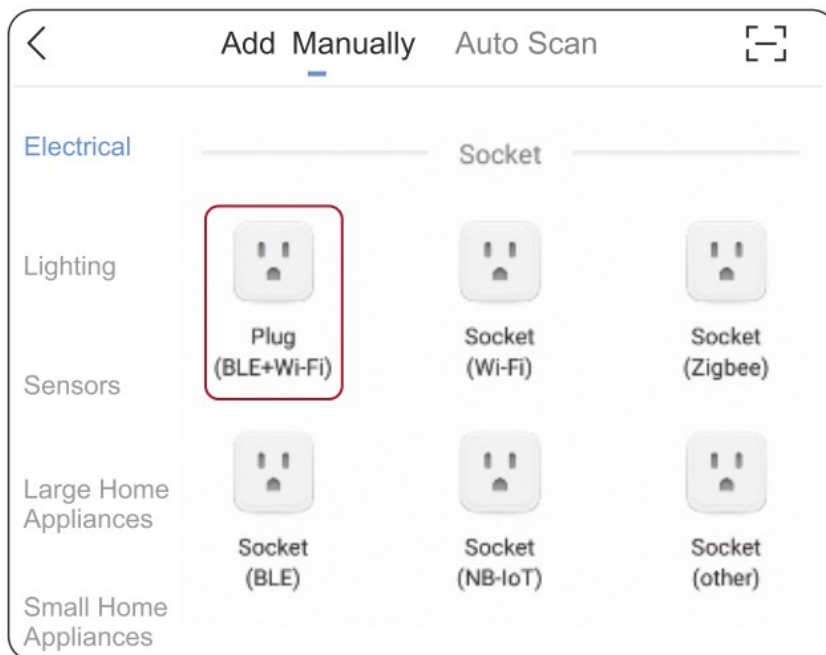 Add Manually Auto Scan
Electrical
Lighting
Sensors
Large Home
Appliances
Small Home
Appliances
Socket
Plug
(BLE+Wi-Fi)
Socket
(Wi-Fi)
Socket
(Zigbee)
Socket
(BLE)
Socket
(NB-IoT)
Socket
(other)